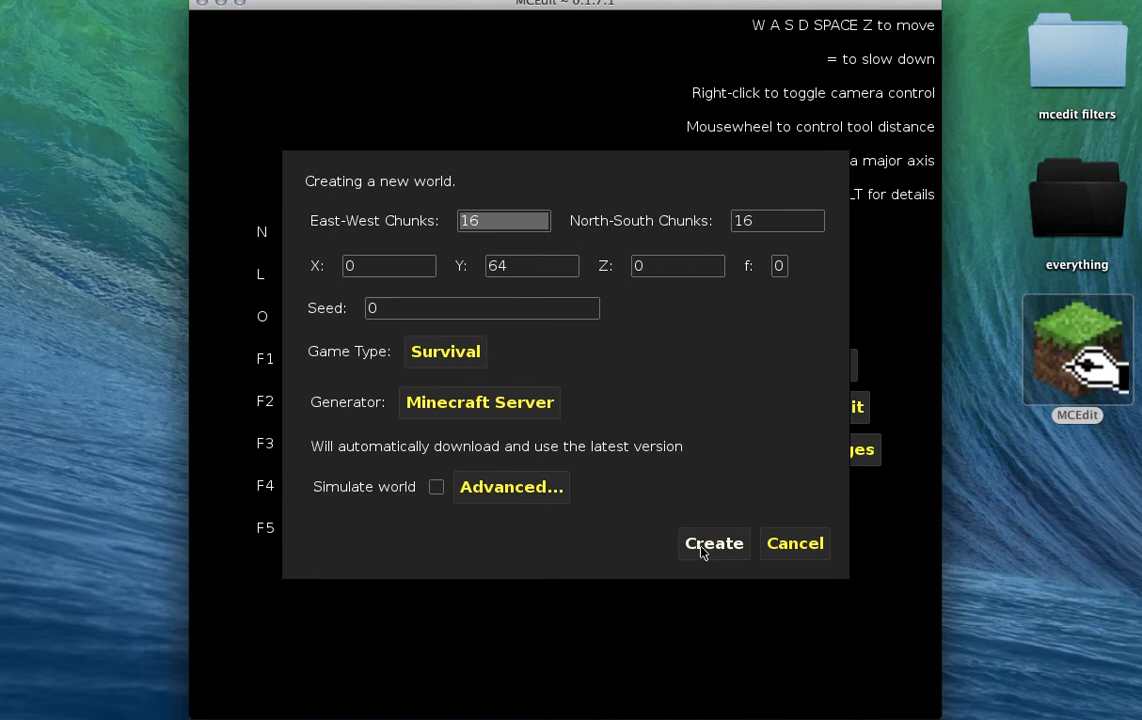 MCEdit ~ 0.1.7.1
W A S D SPACE Z to move
= to slow down
Right-click to toggle camera control
Mousewheel to control tool distance
a major axis
LT for details
Creating a new world.
East-West Chunks: 16 North-South Chunks: 16
N
X: 0 Y: 64 Z: 0 f: 0
L
Seed: 0
O
Game Type: Survival
F1
Generator: Minecraft Server
F2
it
Will automatically download and use the latest version
F3
ges
Simulate world Advanced...
F4
F5
Create Cancel
mcedit filters
everything
MCEdit